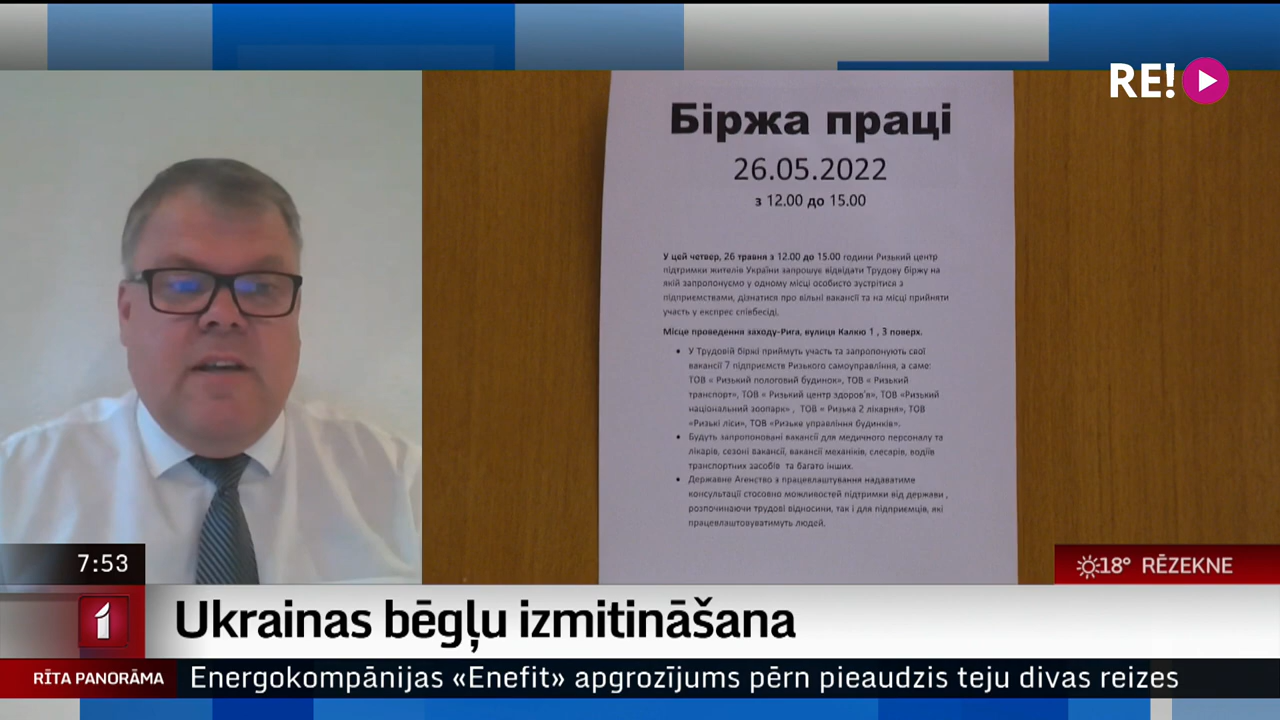 RE!
Біржа праці
26.05.2022
з 12.00 до 15.00
У цей четвер, 26 травня з 12.00 до 15.00 години Ризький центр
підтримки жителів України запрошує відвідати Трудову біржу на
якій запропонуємо у одному місці особисто зустрітися з
підприємствами, дізнатися про вільні вакансії та на місці прийняти
участь у експрес співбесіді.
Місце проведення заходу-Рига, вулиця Калкю 1 , 3 поверх.
• У Трудовій біржі приймуть участь та запропонують свої
вакансії 7 підприємств Ризького самоуправління, а саме:
ТОВ « Ризький пологовий будинок», ТОВ « Ризький
транспорт», ТОВ « Ризький центр здоров'я», ТОВ «Ризький
національний зоопарк» , ТОВ « Ризька 2 лікарня», ТОВ
«Ризькі ліси», ТОВ «Ризьке управління будинків».
• Будуть запропоновані вакансії для медичного персоналу та
лікарів, сезоні вакансії, вакансії механіків, слесарів, водіїв
транспортних засобів та багато інших.
• Державне Агенство з працевлаштування надаватиме
консультації стосовно можливостей підтримки від держави ,
розпочинаючи трудові відносини, так і для підприємців, які
працевлаштовуватимуть людей.
7:53
18° RĒZEKNE
1
Ukrainas bēgļu izmitināšana
RĪTA PANORĀMA
Energokompānijas «Enefit» apgrozījums pērn pieaudzis teju divas reizes